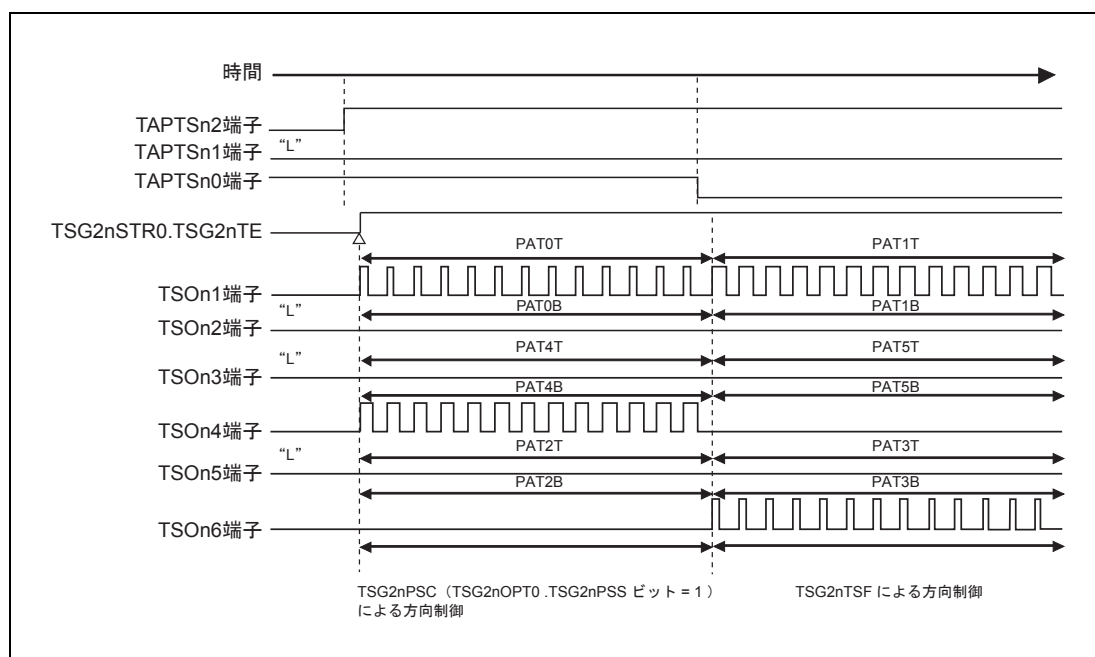 時間
TAPTSn2端子
“L”
TAPTSn1端子
TAPTSn0端子
TSG2nSTR0.TSG2nTE
PAT0T PAT1T
TSOn1端子
“L” PAT0B PAT1B
TSOn2端子
“L” PAT4T PAT5T
TSOn3端子
PAT4B PAT5B
TSOn4端子
“L” PAT2T PAT3T
TSOn5端子
PAT2B PAT3B
TSOn6端子
TSG2nPSC（TSG2nOPT0 .TSG2nPSS ビット = 1 ） TSG2nTSF による方向制御
による方向制御